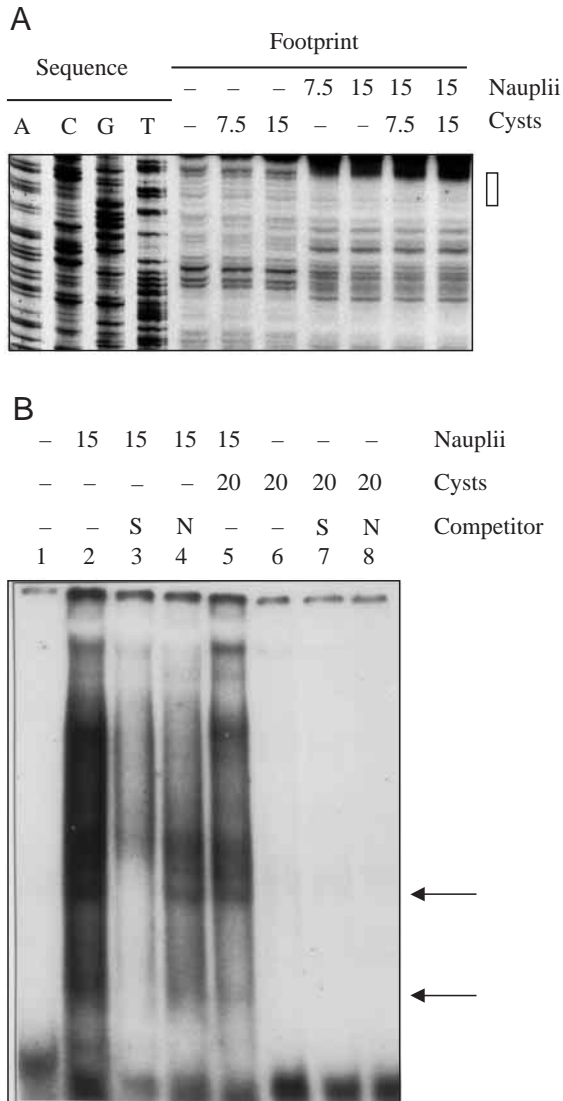 A
Sequence
Footprint
– – – 7.5 15 15 15 Nauplii
A C G T – 7.5 15 – – 7.5 15 Cysts
B
– 15 15 15 15 – – – Nauplii
– – – – 20 20 20 20 Cysts
– – S N – – S N Competitor
1 2 3 4 5 6 7 8